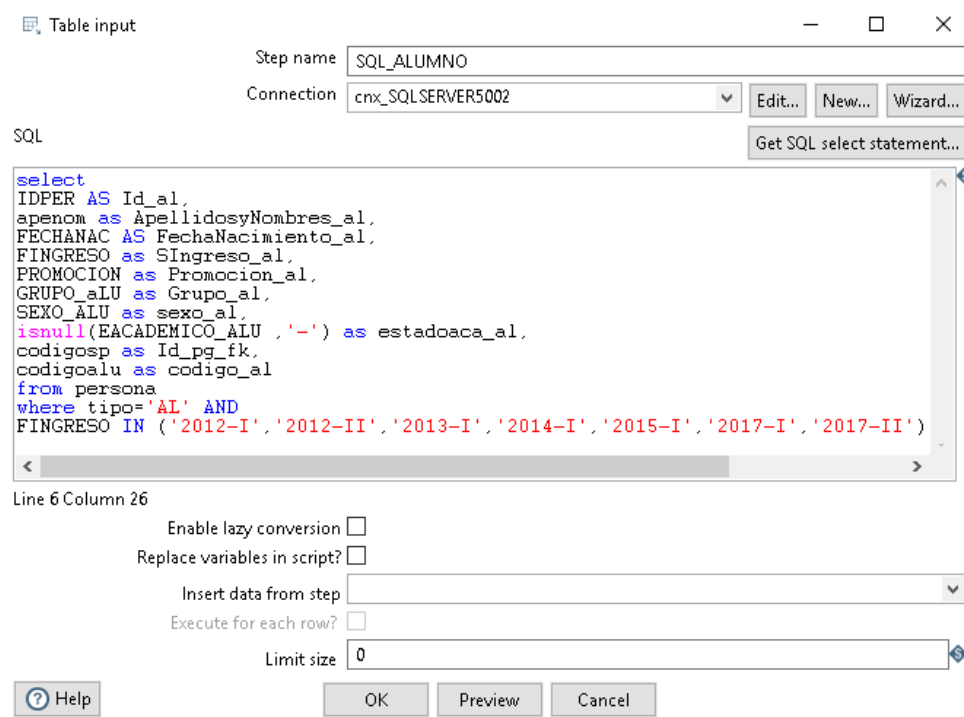 Table input
Step name SQL_ALUMNO
Connection cnx_SQLSERVER5002 Edit... New... Wizard...
SQL Get SQL select statement...
select
IDPER AS Id_al,
apenom as ApellidosyNombres_al,
FECHANAC AS FechaNacimiento_al,
FINGRESO as SIngreso_al,
PROMOCION as Promocion_al,
GRUPO_aLU as Grupo_al,
SEXO_ALU as sexo_al,
isnull(EACADEMICO_ALU ,'-') as estadoaca_al,
codigosp as Id_pg_fk,
codigoalu as codigo_al
from persona
where tipo='AL' AND
FINGRESO IN ('2012-I','2012-II','2013-I','2014-I','2015-I','2017-I','2017-II')
Line 6 Column 26
Enable lazy conversion
Replace variables in script?
Insert data from step
Execute for each row?
Limit size 0
Help OK Preview Cancel